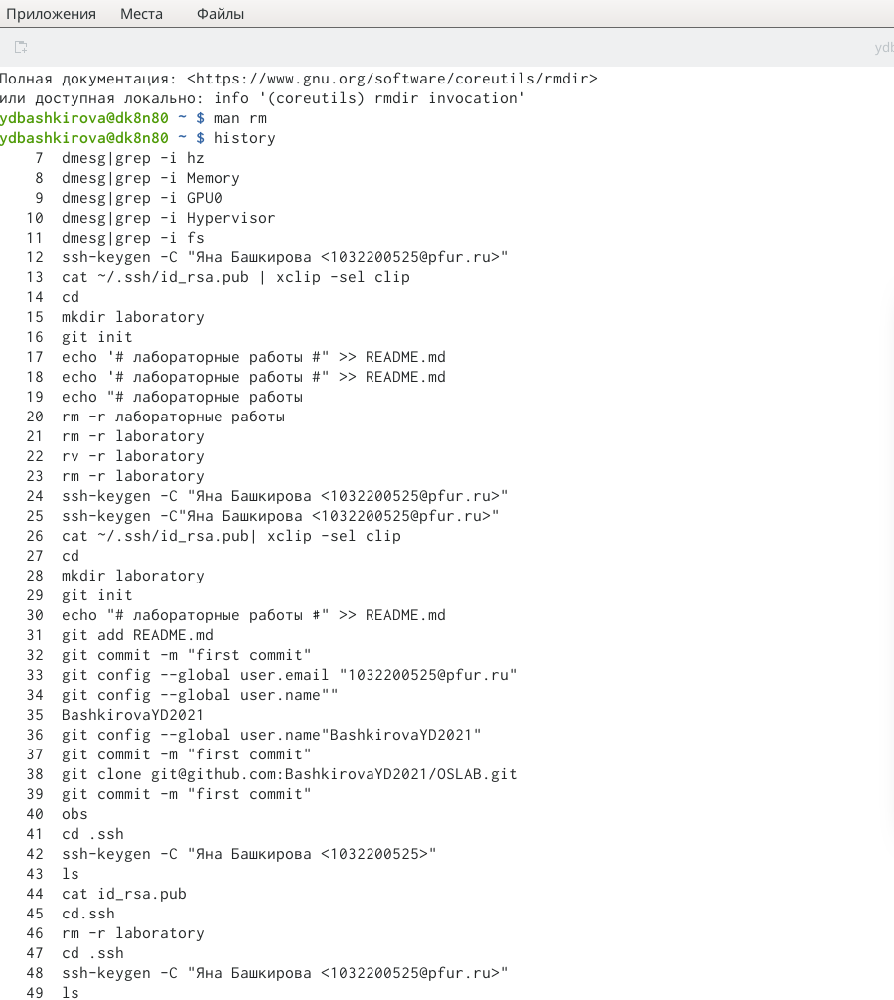 Приложения Места Файлы
ydb
Полная документация: <https://www.gnu.org/software/coreutils/rmdir>
или доступная локально: info '(coreutils) rmdir invocation'
ydbashkirova@dk8n80 ~ $ man rm
ydbashkirova@dk8n80 ~ $ history
7 dmesg|grep -i hz
8 dmesg|grep -i Memory
9 dmesg|grep -i GPU0
10 dmesg|grep -i Hypervisor
11 dmesg|grep -i fs
12 ssh-keygen -C "Яна Башкирова <1032200525@pfur.ru>"
13 cat ~/.ssh/id_rsa.pub | xclip -sel clip
14 cd
15 mkdir laboratory
16 git init
17 echo '# лабораторные работы #" >> README.md
18 echo '# лабораторные работы #" >> README.md
19 echo "# лабораторные работы
20 rm -r лабораторные работы
21 rm -r laboratory
22 rv -r laboratory
23 rm -r laboratory
24 ssh-keygen -C "Яна Башкирова <1032200525@pfur.ru>"
25 ssh-keygen -C"Яна Башкирова <1032200525@pfur.ru>"
26 cat ~/.ssh/id_rsa.pub| xclip -sel clip
27 cd
28 mkdir laboratory
29 git init
30 echo "# лабораторные работы #" >> README.md
31 git add README.md
32 git commit -m "first commit"
33 git config --global user.email "1032200525@pfur.ru"
34 git config --global user.name""
35 BashkirovaYD2021
36 git config --global user.name"BashkirovaYD2021"
37 git commit -m "first commit"
38 git clone git@github.com:BashkirovaYD2021/OSLAB.git
39 git commit -m "first commit"
40 obs
41 cd .ssh
42 ssh-keygen -C "Яна Башкирова <1032200525>"
43 ls
44 cat id_rsa.pub
45 cd.ssh
46 rm -r laboratory
47 cd .ssh
48 ssh-keygen -C "Яна Башкирова <1032200525@pfur.ru>"
49 ls